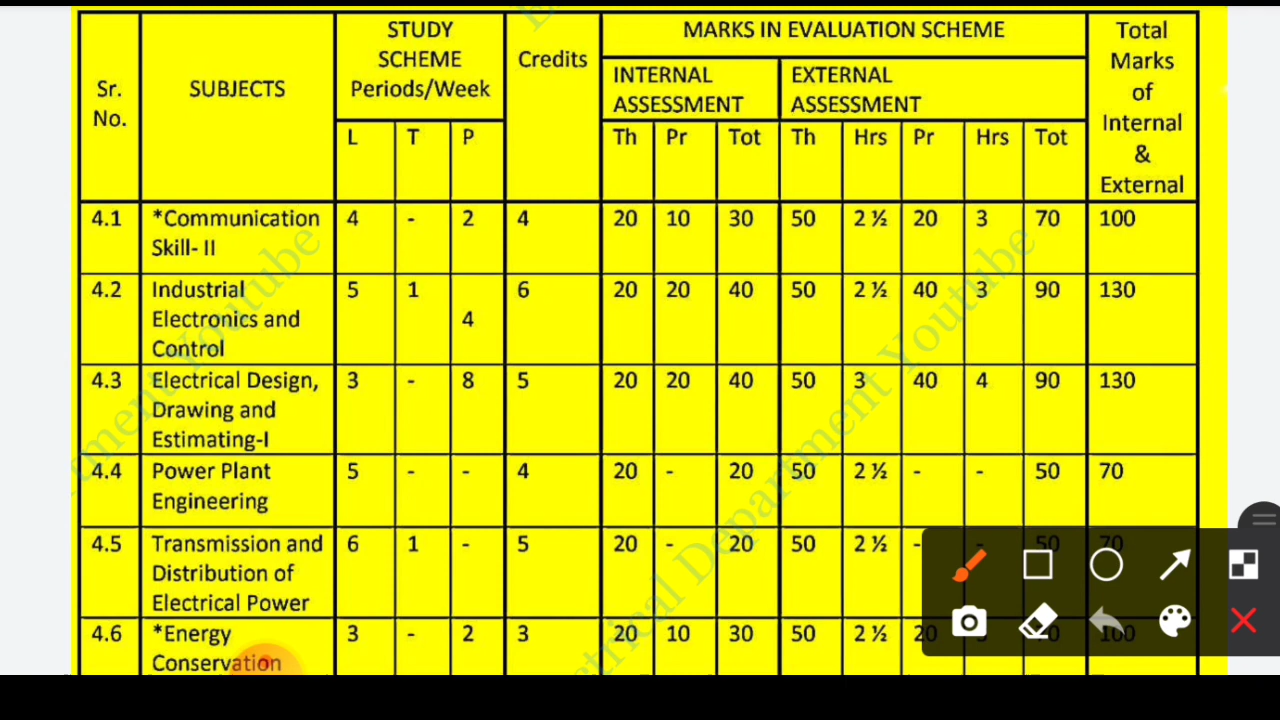 Sr. No.
SUBJECTS
STUDY SCHEME Periods/Week
Credits
MARKS IN EVALUATION SCHEME
Total Marks of Internal & External
INTERNAL ASSESSMENT
EXTERNAL ASSESSMENT
L T P Th Pr Tot Th Hrs Pr Hrs Tot
4.1 *Communication 4 - 2 4 20 10 30 50 2 ½ 20 3 70 100
Skill- II
4.2 Industrial 5 1 6 20 20 40 50 2 ½ 40 3 90 130
Electronics and 4
Control
4.3 Electrical Design, 3 - 8 5 20 20 40 50 3 40 4 90 130
Drawing and
Estimating-I
4.4 Power Plant 5 - - 4 20 - 20 50 2 ½ - - 50 70
Engineering
4.5 Transmission and 6 1 - 5 20 - 20 50 2 ½ - - 50 70
Distribution of
Electrical Power
4.6 *Energy 3 - 2 3 20 10 30 50 2 ½ 20 100
Conservation
Electrical Department Youtube